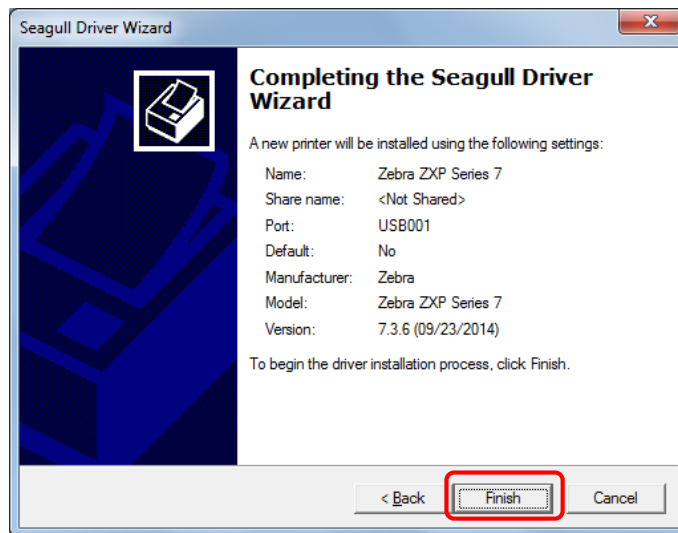 Seagull Driver Wizard
Completing the Seagull Driver
Wizard
A new printer will be installed using the following settings:
Name: Zebra ZXP Series 7
Share name: <Not Shared>
Port: USB001
Default: No
Manufacturer: Zebra
Model: Zebra ZXP Series 7
Version: 7.3.6 (09/23/2014)
To begin the driver installation process, click Finish.
< Back Finish Cancel